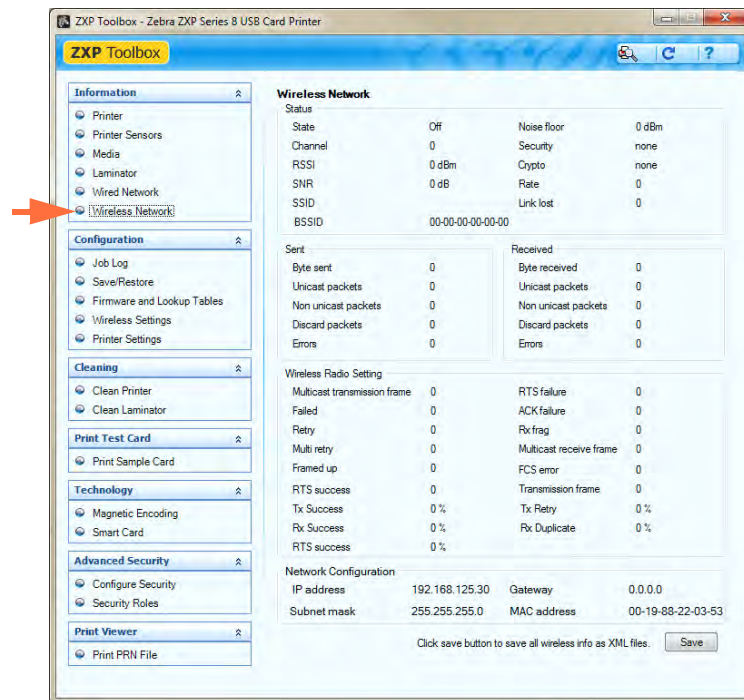 ZXP Toolbox - Zebra ZXP Series 8 USB Card Printer
ZXP Toolbox
?
Information
Printer
Printer Sensors
Media
Laminator
Wired Network
Wireless Network
Configuration
Job Log
Save/Restore
Firmware and Lookup Tables
Wireless Settings
Printer Settings
Cleaning
Clean Printer
Clean Laminator
Print Test Card
Print Sample Card
Technology
Magnetic Encoding
Smart Card
Advanced Security
Configure Security
Security Roles
Print Viewer
Print PRN File
Wireless Network
Status
State Off Noise floor 0 dBm
Channel 0 Security none
RSSI 0 dBm Crypto none
SNR 0 dB Rate 0
SSID Link lost 0
BSSID 00-00-00-00-00-00
Sent
Byte sent 0
Unicast packets 0
Non unicast packets 0
Discard packets 0
Errors 0
Received
Byte received 0
Unicast packets 0
Non unicast packets 0
Discard packets 0
Errors 0
Wireless Radio Setting
Multicast transmission frame 0 RTS failure 0
Failed 0 ACK failure 0
Retry 0 Rx frag 0
Multi retry 0 Multicast receive frame 0
Framed up 0 FCS error 0
RTS success 0 Transmission frame 0
Tx Success 0 % Tx Retry 0 %
Rx Success 0 % Rx Duplicate 0 %
RTS success 0 %
Network Configuration
IP address 192.168.125.30 Gateway 0.0.0.0
Subnet mask 255.255.255.0 MAC address 00-19-88-22-03-53
Click save button to save all wireless info as XML files. Save